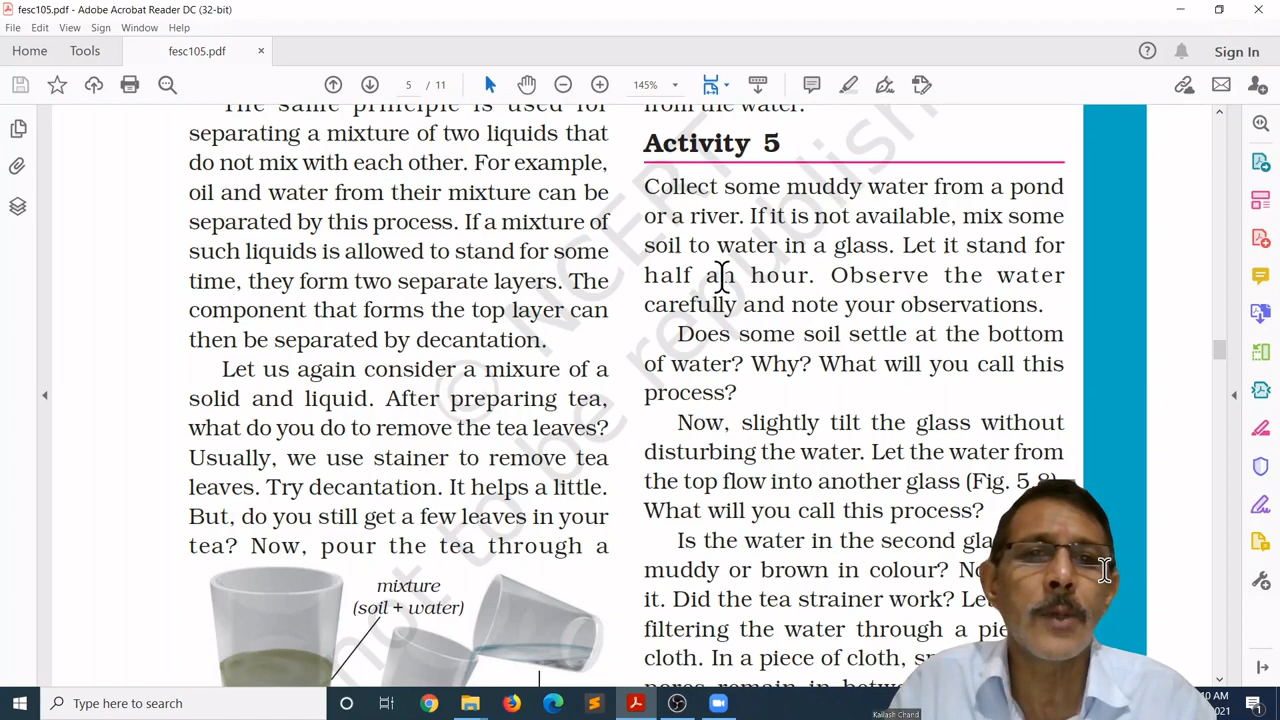 fesc105.pdf - Adobe Acrobat Reader DC (32-bit)
File Edit View Sign Window Help
Home Tools fesc105.pdf × Sign In
5 / 11 145%
The same principle is used for
separating a mixture of two liquids that
do not mix with each other. For example,
oil and water from their mixture can be
separated by this process. If a mixture of
such liquids is allowed to stand for some
time, they form two separate layers. The
component that forms the top layer can
then be separated by decantation.
Let us again consider a mixure of a
solid and liquid. After preparing tea,
what do you do to remove the tea leaves?
Usually, we use stainer to remove tea
leaves. Try decantation. It helps a little.
But, do you still get a few leaves in your
tea? Now, pour the tea through a
mixture
(soil + water)
from the water.
Activity 5
Collect some muddy water from a pond
or a river. If it is not available, mix some
soil to water in a glass. Let it stand for
half an hour. Observe the water
carefully and note your observations.
Does some soil settle at the bottom
of water? Why? What will you call this
process?
Now, slightly tilt the glass without
disturbing the water. Let the water from
the top flow into another glass (Fig. 5.8).
What will you call this process?
Is the water in the second
muddy or brown in colour?
it. Did the tea strainer work?
filtering the water through a
cloth. In a piece of cloth,
pores remain in
© NCERT
not to be
Kailash Chand
Type here to search
2021